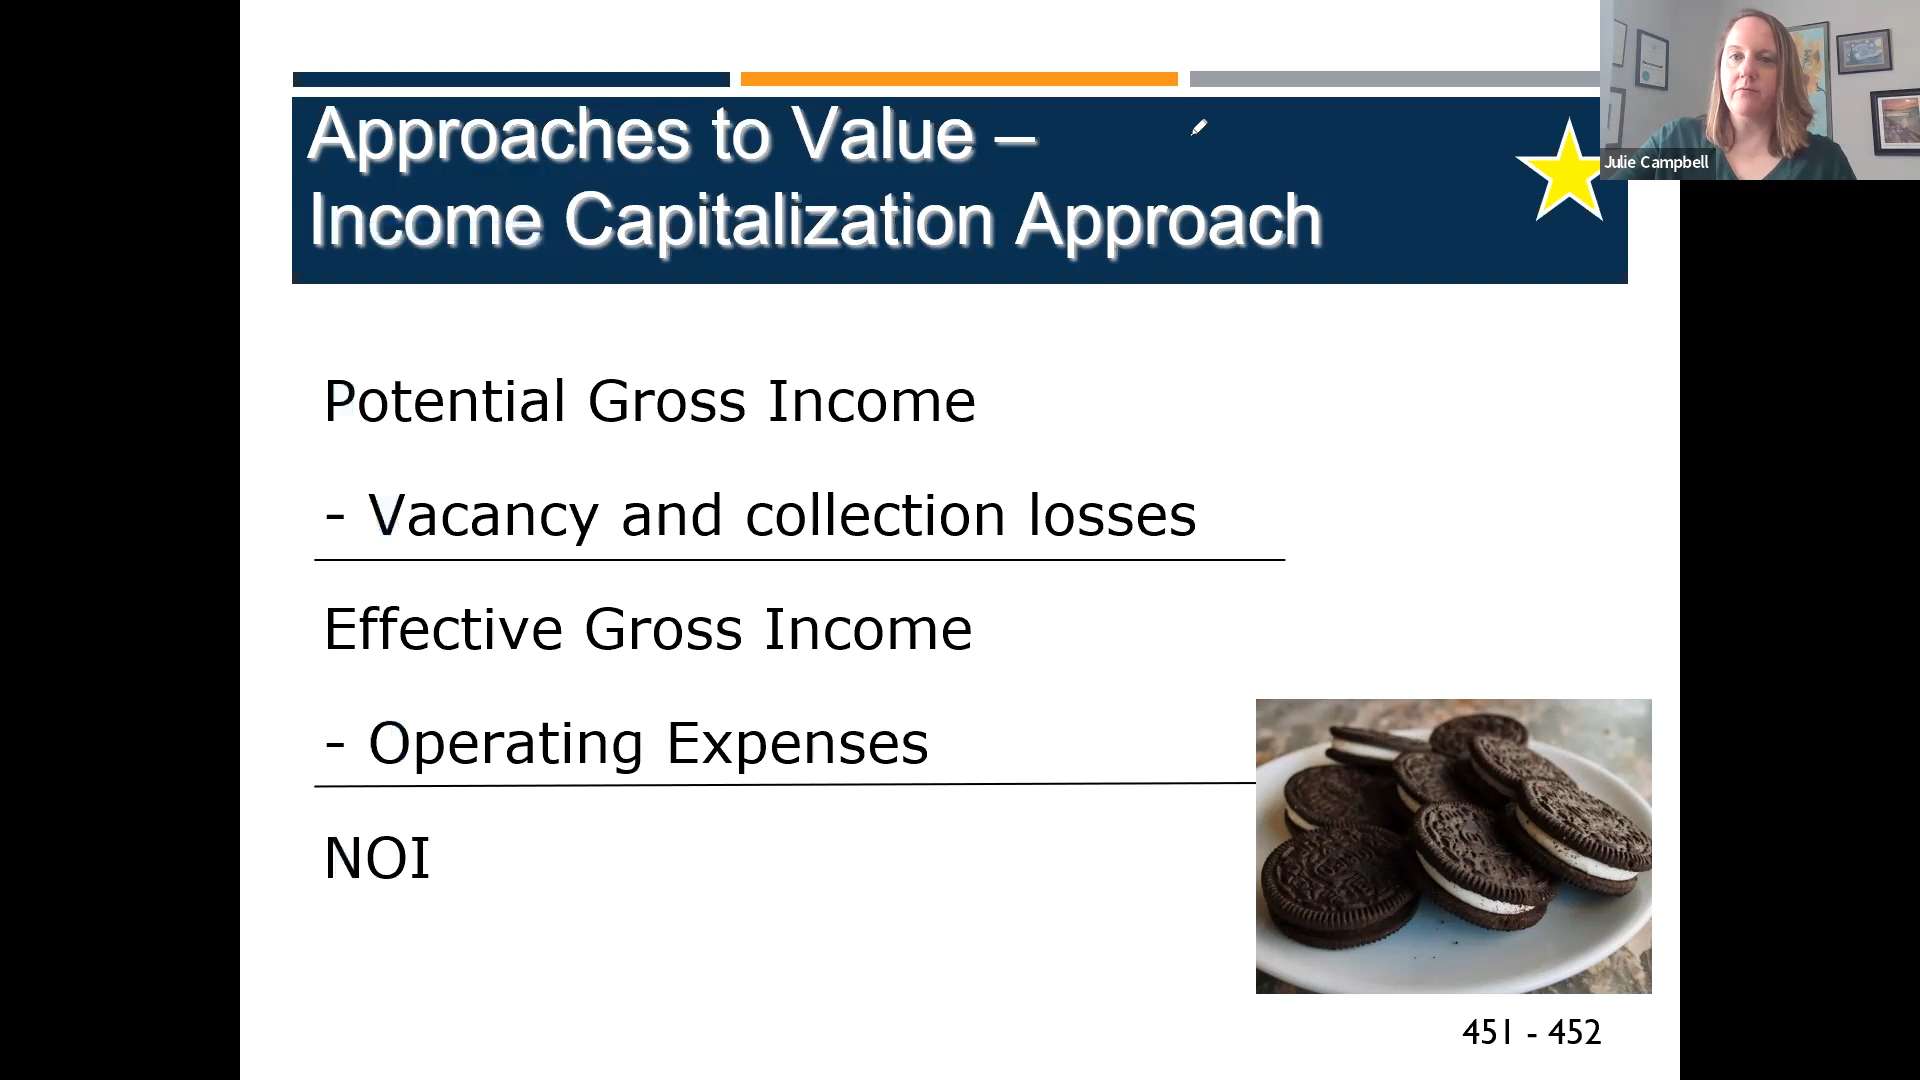 Approaches to Value –
Income Capitalization Approach
Julie Campbell
Potential Gross Income
- Vacancy and collection losses
Effective Gross Income
- Operating Expenses
NOI
451 - 452